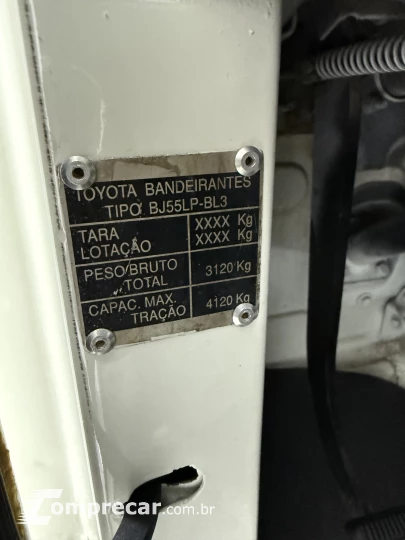 TOYOTA BANDEIRANTES
TIPO BJ55LP-BL3
TARA XXXX Kg
LOTAÇÃO XXXX Kg
PESO/BRUTO
TOTAL 3120 Kg
CAPAC. MAX.
TRAÇÃO 4120 Kg
Comprecar.com.br